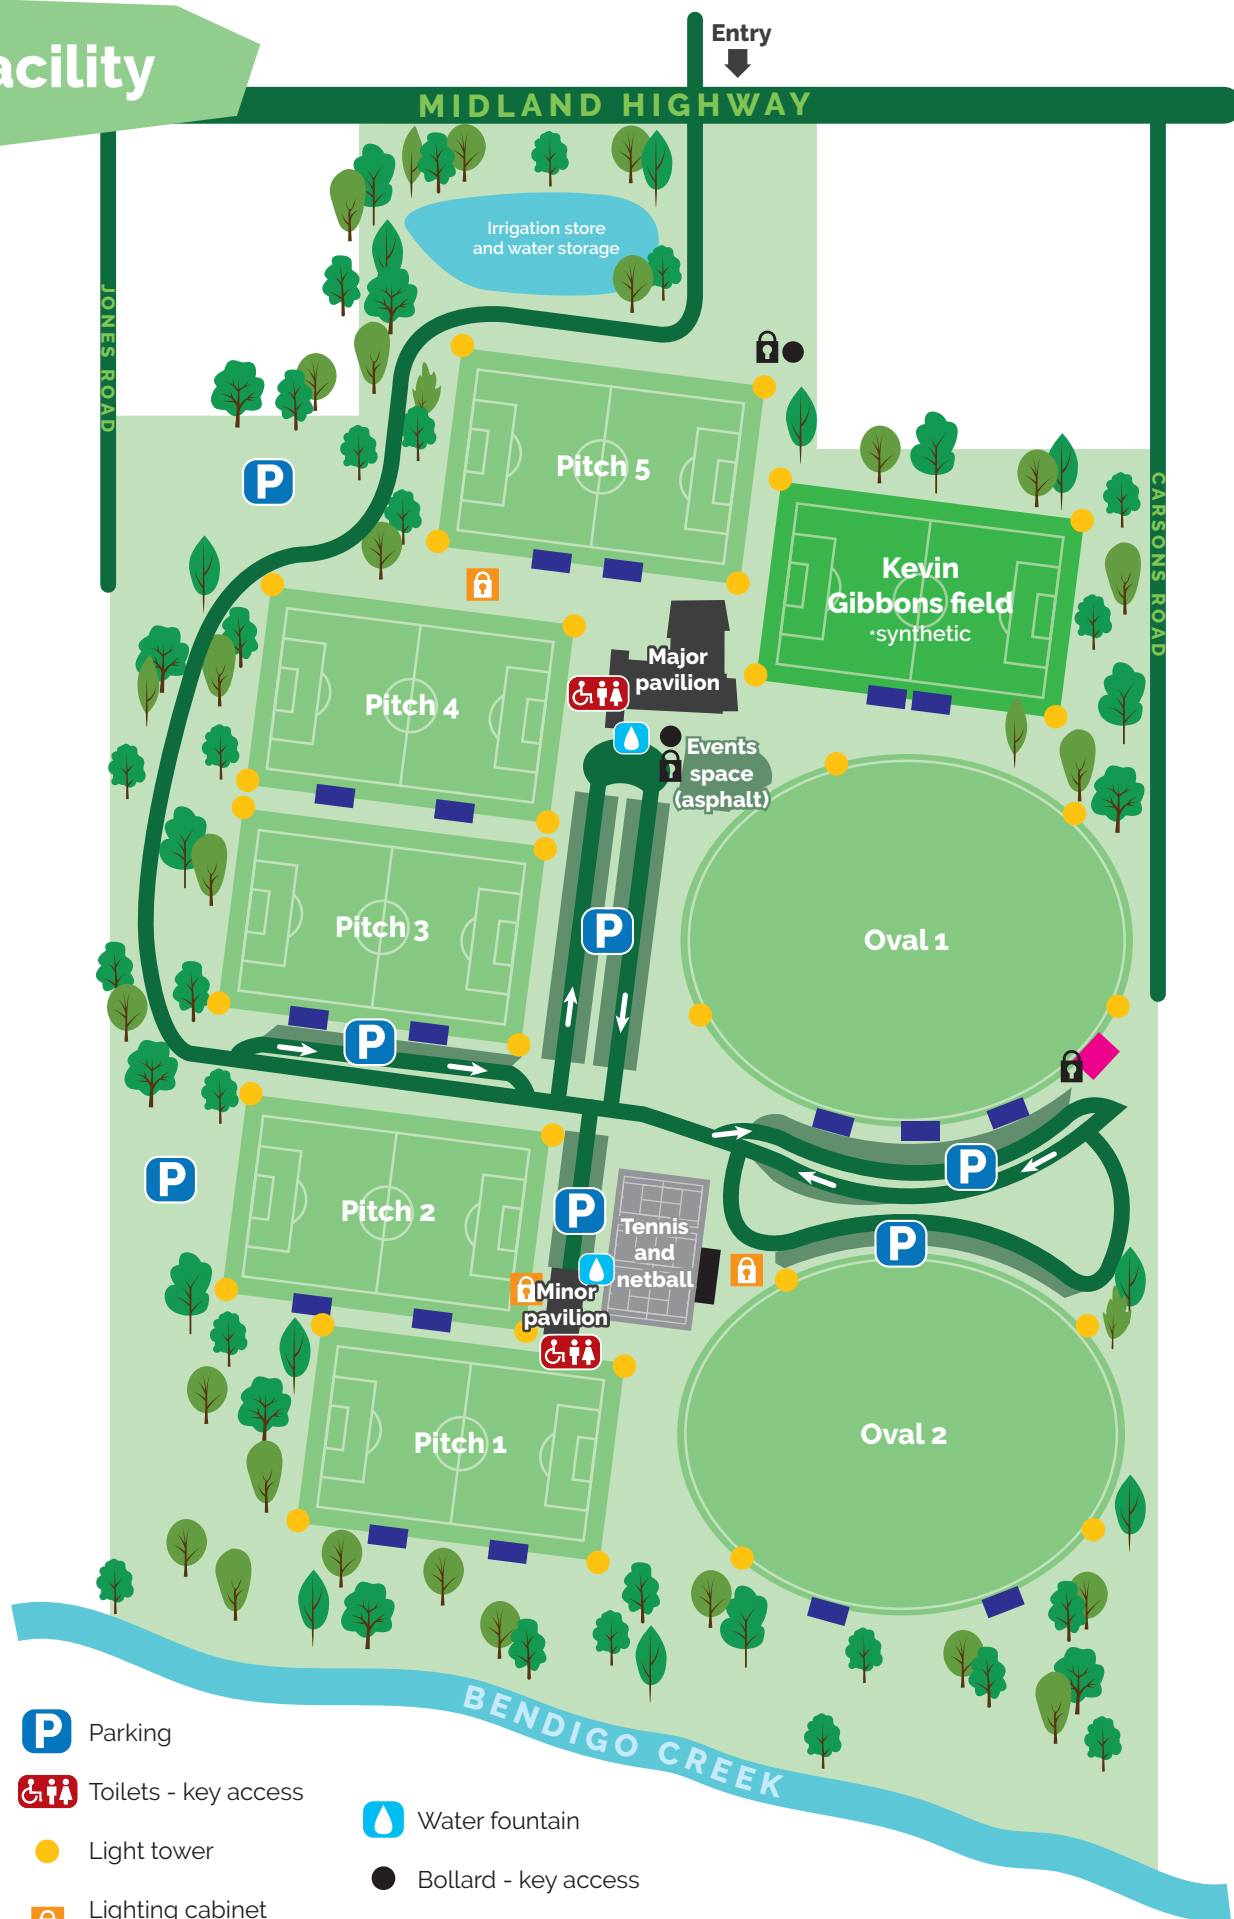 acility
Entry
MIDLAND HIGHWAY
Irrigation store
and water storage
JONES ROAD
CARSONS ROAD
P
Pitch 5
Kevin
Gibbons field
*synthetic
Major
pavilion
Pitch 4
Events
space
(asphalt)
Pitch 3
P
Oval 1
P
P
Pitch 2
P
Tennis
and
netball
P
P
Minor
pavilion
Pitch 1
Oval 2
BENDIGO CREEK
P Parking
Toilets - key access
Light tower
Lighting cabinet
Water fountain
Bollard - key access